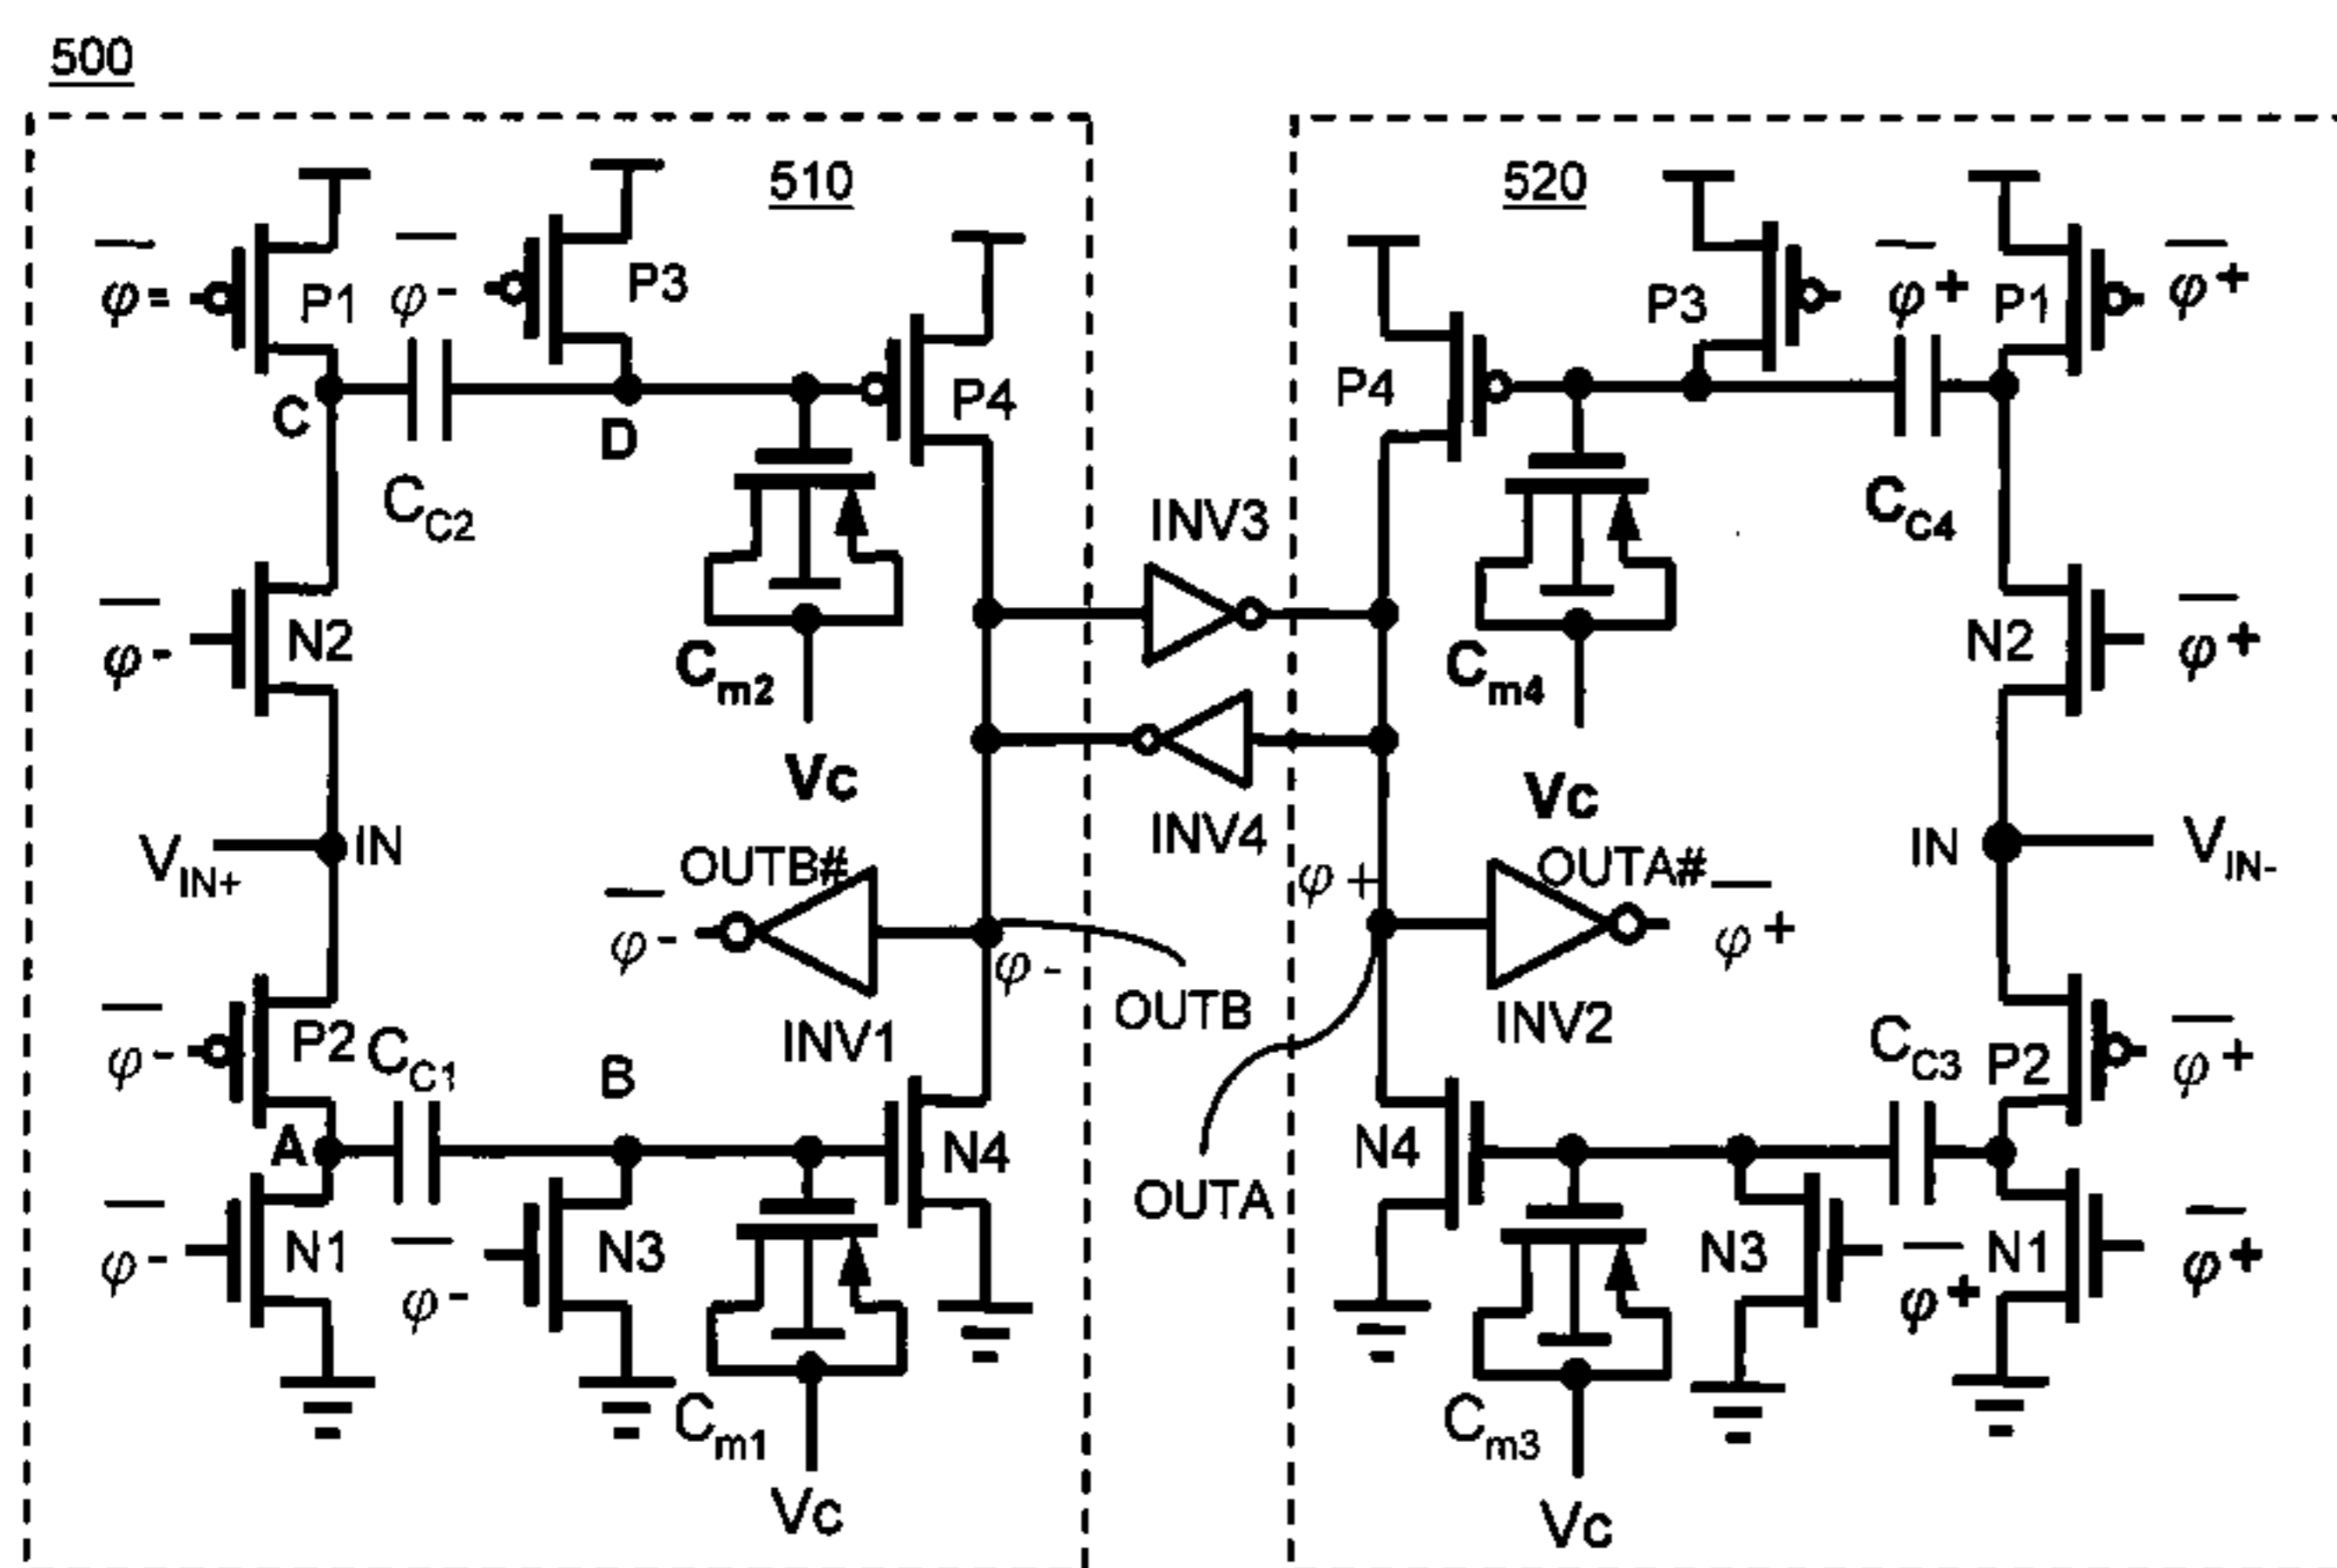 500
510
520
φ-
P1
φ-
P3
P4
C
D
C_C2
N2
φ-
C_m2
Vc
V_IN+
IN
OUTB#
φ-
φ-
INV1
OUTB
P2
φ-
C_C1
A
B
N4
φ-
N1
φ-
N3
C_m1
Vc
INV3
INV4
P4
P3
φ+
P1
φ+
C_C4
C_m4
N2
φ+
Vc
IN
V_IN-
φ+
OUTA#
φ+
INV2
OUTA
C_C3
P2
φ+
N4
N3
φ+
N1
φ+
C_m3
Vc